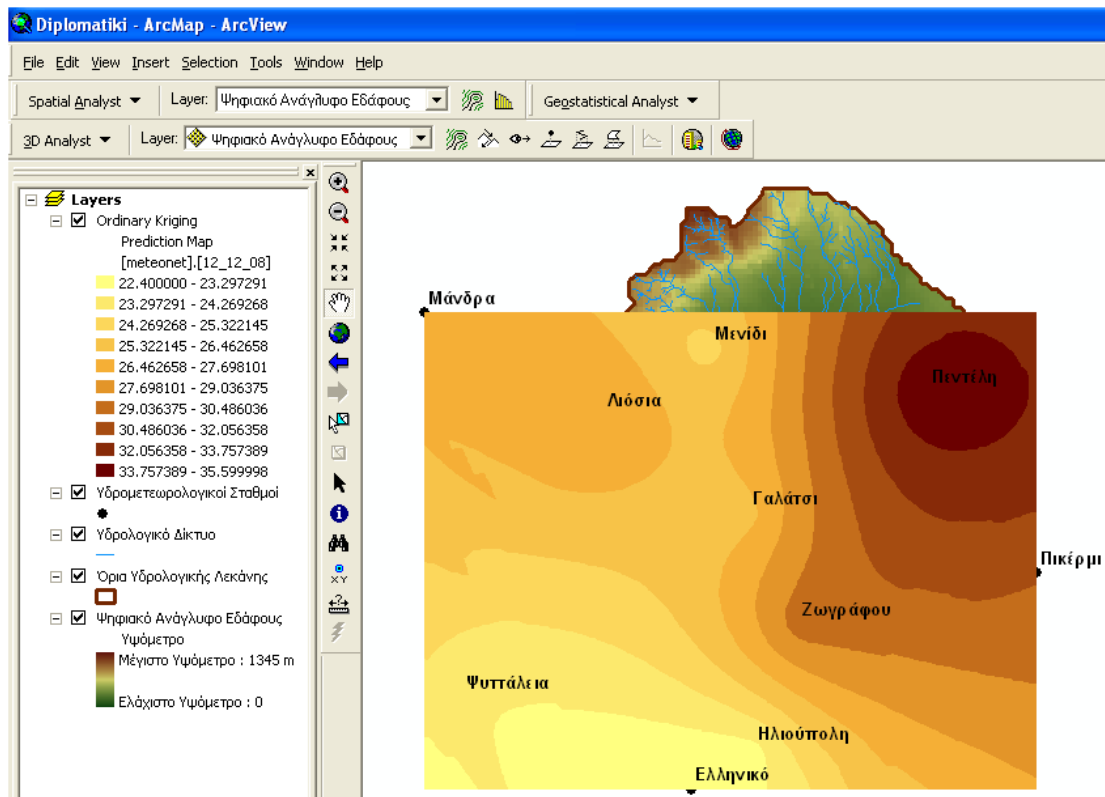 Diplomatiki - ArcMap - ArcView
File Edit View Insert Selection Tools Window Help
Spatial Analyst Layer: Ψηφιακό Ανάγλυφο Εδάφους Geostatistical Analyst
3D Analyst Layer: Ψηφιακό Ανάγλυφο Εδάφους
Layers
Ordinary Kriging
Prediction Map
[meteonet].[12_12_08]
22.400000 - 23.297291
23.297291 - 24.269268
24.269268 - 25.322145
25.322145 - 26.462658
26.462658 - 27.698101
27.698101 - 29.036375
29.036375 - 30.486036
30.486036 - 32.056358
32.056358 - 33.757389
33.757389 - 35.599998
Υδρομετεωρολογικοί Σταθμοί
Υδρολογικό Δίκτυο
Όρια Υδρολογικής Λεκάνης
Ψηφιακό Ανάγλυφο Εδάφους
Υψόμετρο
Μέγιστο Υψόμετρο : 1345 m
Ελάχιστο Υψόμετρο : 0
XY
Μάνδρα
Μενίδι
Πεντέλη
Λιόσια
Γαλάτσι
Πικέρμι
Ζωγράφου
Ψυττάλεια
Ηλιούπολη
Ελληνικό